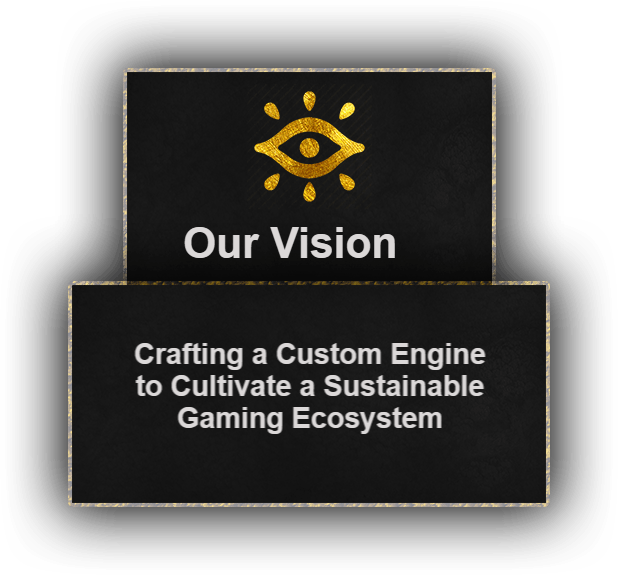 Our Vision
Crafting a Custom Engine
to Cultivate a Sustainable
Gaming Ecosystem